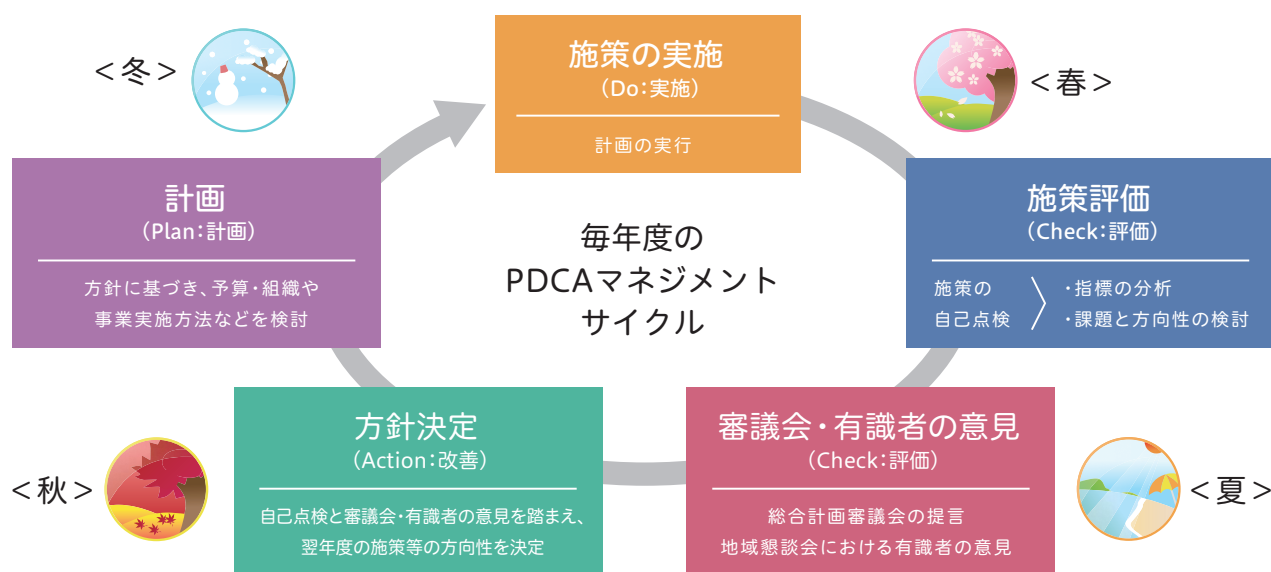 <冬>
施策の実施
(Do:実施)
計画の実行
<春>
計画
(Plan:計画)
方針に基づき、予算・組織や
事業実施方法などを検討
毎年度の
PDCAマネジメント
サイクル
施策評価
(Check:評価)
施策の
自己点検
・指標の分析
・課題と方向性の検討
<秋>
方針決定
(Action:改善)
自己点検と審議会・有識者の意見を踏まえ、
翌年度の施策等の方向性を決定
審議会・有識者の意見
(Check:評価)
総合計画審議会の提言
地域懇談会における有識者の意見
<夏>